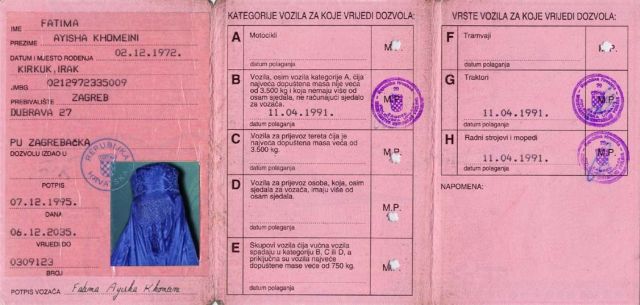 IME
FATIMA
PREZIME
AYISHA KHOMEINI
02.12.1972.
DATUM I MJESTO ROĐENJA
KIRKUK, IRAK
JMBG
0212972335009
PREBIVALIŠTE
ZAGREB
DUBRAVA 27
PU ZAGREBAČKA
DOZVOLU IZDAO U
REPUBLIKA
HRVATSKA
POTPIS
07.12.1995.
DANA
06.12.2035.
VRIJEDI DO
0309123
BROJ
POTPIS VOZAČA
Fatima Ayisha Khomeini
KATEGORIJE VOZILA ZA KOJE VRIJEDI DOZVOLA:
A
Motocikli
M.P.
datum polaganja
B
Vozila, osim vozila kategorije A, čija
najveća dopuštena masa nije veća
od 3.500 kg i koja nemaju više od
osam sjedala, ne računajući sjedalo
za vozača.
M.P.
11.04.1991.
datum polaganja
C
Vozila za prijevoz tereta čija je
najveća dopuštena masa veća od
3.500 kg.
M.P.
datum polaganja
D
Vozila za prijevoz osoba, koja, osim
sjedala za vozača, imaju više od
osam sjedala.
M.P.
datum polaganja
E
Skupovi vozila čija vučna vozila
spadaju u kategoriju B, C ili D, a
priključna su vozila najveće
dopuštene mase veće od 750 kg.
M.P.
datum polaganja
VRSTE VOZILA ZA KOJE VRIJEDI DOZVOLA:
F
Tramvaji
M.P.
datum polaganja
G
Traktori
M.P.
11.04.1991.
datum polaganja
H
Radni strojevi i mopedi
M.P.
11.04.1991.
datum polaganja
NAPOMENA: